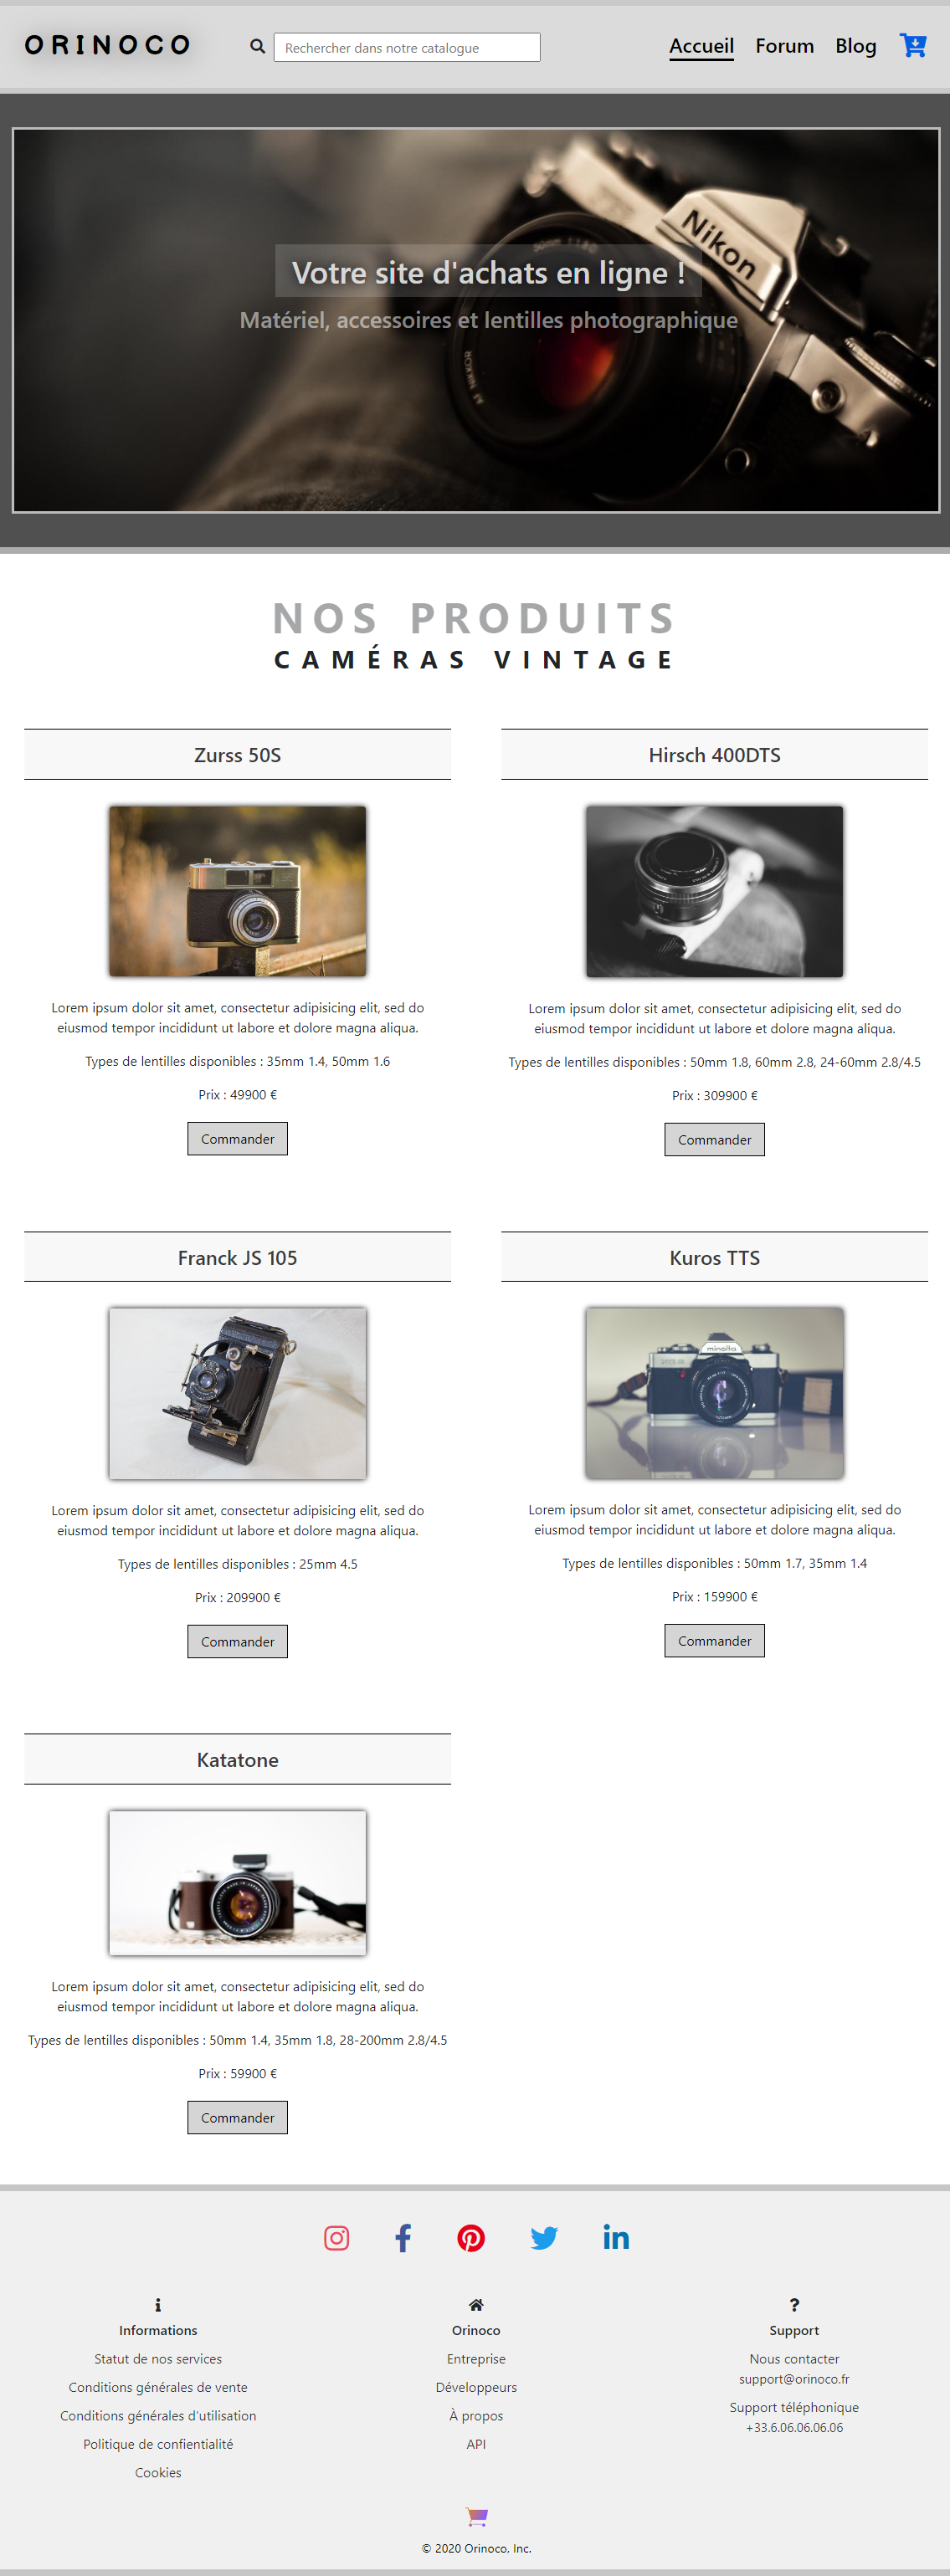 ORINOCO
Rechercher dans notre catalogue
Accueil Forum Blog
Nikon
50mm 1:1.8
Votre site d'achats en ligne !
Matériel, accessoires et lentilles photographique
NIKKOR
NOS PRODUITS
CAMÉRAS VINTAGE
Zurss 50S
Lorem ipsum dolor sit amet, consectetur adipisicing elit, sed do
eiusmod tempor incididunt ut labore et dolore magna aliqua.
Types de lentilles disponibles : 35mm 1.4, 50mm 1.6
Prix : 49900 €
Commander
Hirsch 400DTS
Lorem ipsum dolor sit amet, consectetur adipisicing elit, sed do
eiusmod tempor incididunt ut labore et dolore magna aliqua.
Types de lentilles disponibles : 50mm 1.8, 60mm 2.8, 24-60mm 2.8/4.5
Prix : 309900 €
Commander
Franck JS 105
Lorem ipsum dolor sit amet, consectetur adipisicing elit, sed do
eiusmod tempor incididunt ut labore et dolore magna aliqua.
Types de lentilles disponibles : 25mm 4.5
Prix : 209900 €
Commander
Kuros TTS
minolta
Lorem ipsum dolor sit amet, consectetur adipisicing elit, sed do
eiusmod tempor incididunt ut labore et dolore magna aliqua.
Types de lentilles disponibles : 50mm 1.7, 35mm 1.4
Prix : 159900 €
Commander
Katatone
Lorem ipsum dolor sit amet, consectetur adipisicing elit, sed do
eiusmod tempor incididunt ut labore et dolore magna aliqua.
Types de lentilles disponibles : 50mm 1.4, 35mm 1.8, 28-200mm 2.8/4.5
Prix : 59900 €
Commander
Informations
Statut de nos services
Conditions générales de vente
Conditions générales d'utilisation
Politique de confientialité
Cookies
Orinoco
Entreprise
Développeurs
À propos
API
Support
Nous contacter
support@orinoco.fr
Support téléphonique
+33.6.06.06.06.06
© 2020 Orinoco, Inc.